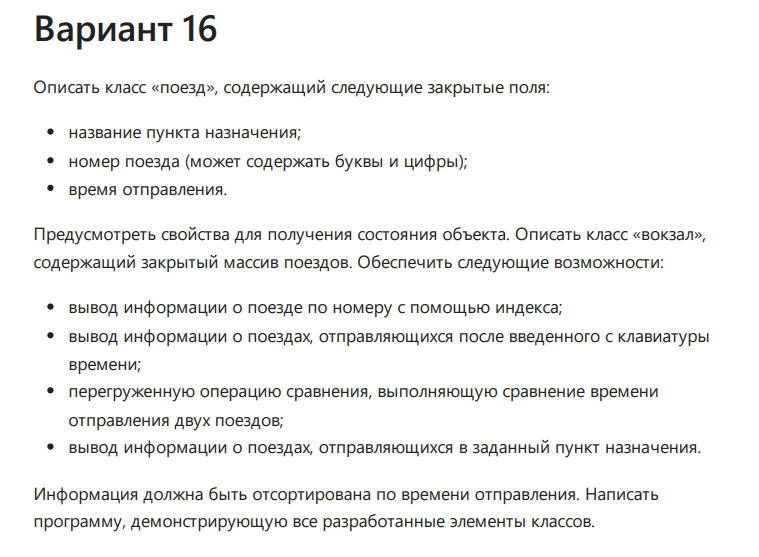 Вариант 16
Описать класс «поезд», содержащий следующие закрытые поля:
• название пункта назначения;
• номер поезда (может содержать буквы и цифры);
• время отправления.
Предусмотреть свойства для получения состояния объекта. Описать класс «вокзал»,
содержащий закрытый массив поездов. Обеспечить следующие возможности:
• вывод информации о поезде по номеру с помощью индекса;
• вывод информации о поездах, отправляющихся после введенного с клавиатуры
времени;
• перегруженную операцию сравнения, выполняющую сравнение времени
отправления двух поездов;
• вывод информации о поездах, отправляющихся в заданный пункт назначения.
Информация должна быть отсортирована по времени отправления. Написать
программу, демонстрирующую все разработанные элементы классов.